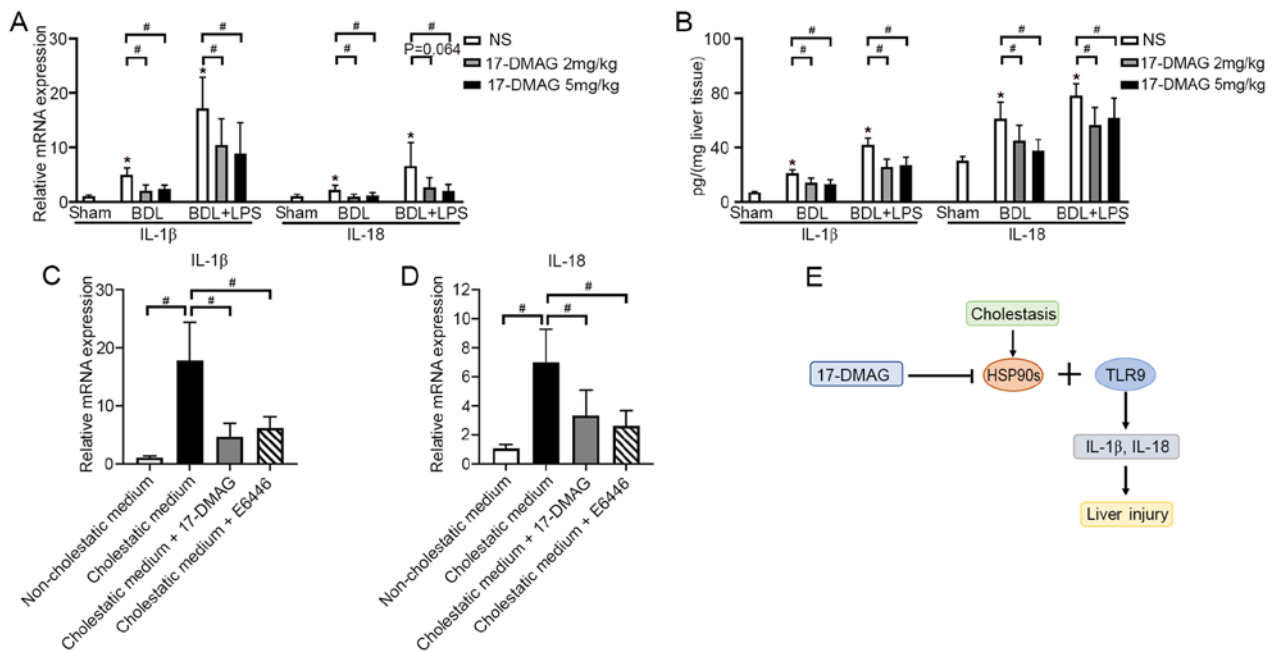 A
Relative mRNA expression
30
20
10
0
#
#
#
#
#
#
#
P=0.064
*
*
*
*
NS
17-DMAG 2mg/kg
17-DMAG 5mg/kg
Sham BDL BDL+LPS Sham BDL BDL+LPS
IL-1β IL-18
B
pg/(mg liver tissue)
100
80
60
40
20
0
#
#
#
#
#
#
#
#
*
*
*
*
NS
17-DMAG 2mg/kg
17-DMAG 5mg/kg
Sham BDL BDL+LPS Sham BDL BDL+LPS
IL-1β IL-18
C
IL-1β
Relative mRNA expression
30
20
10
0
#
#
#
Non-cholestatic medium
Cholestatic medium
Cholestatic medium + 17-DMAG
Cholestatic medium + E6446
D
IL-18
Relative mRNA expression
12
10
8
6
4
2
0
#
#
#
Non-cholestatic medium
Cholestatic medium
Cholestatic medium + 17-DMAG
Cholestatic medium + E6446
E
Cholestasis
17-DMAG HSP90s + TLR9
IL-1β, IL-18
Liver injury